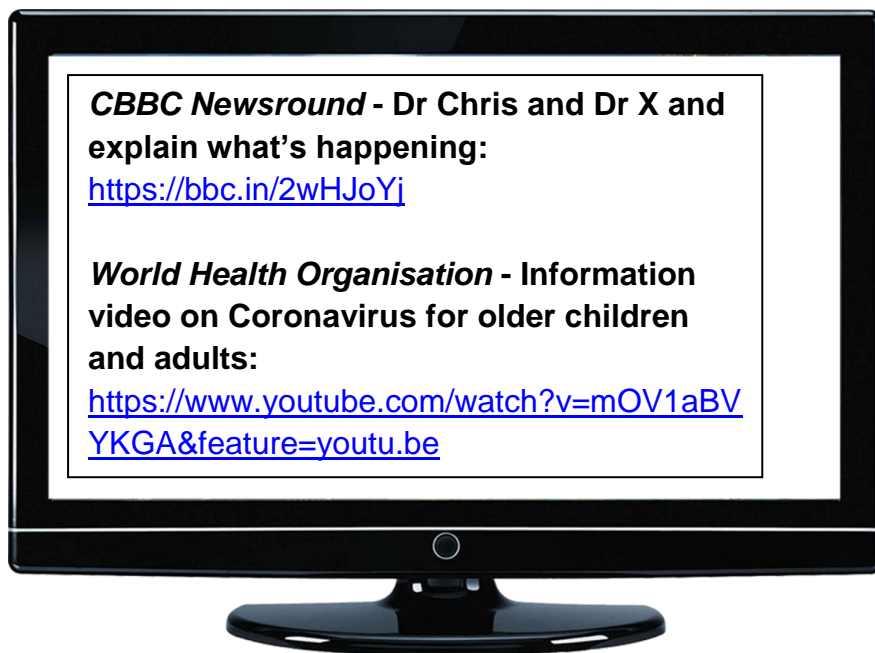 CBBC Newsround - Dr Chris and Dr X and
explain what’s happening:
https://bbc.in/2wHJoYj
World Health Organisation - Information
video on Coronavirus for older children
and adults:
https://www.youtube.com/watch?v=mOV1aBV
YKGA&feature=youtu.be